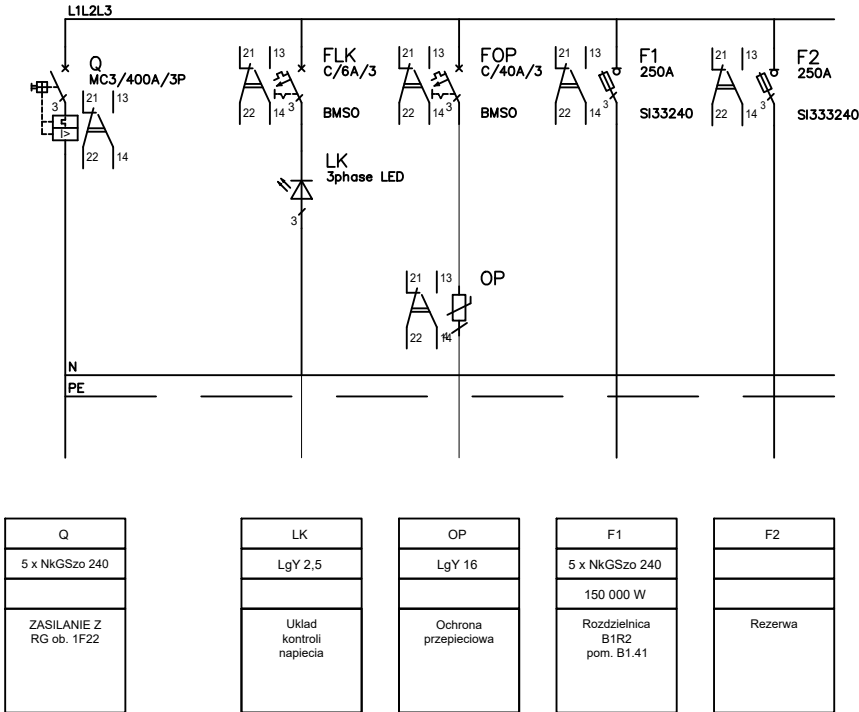 L1L2L3
Q
MC3/400A/3P
21
13
3
I>
22
14
21
13
FLK
C/6A/3
22
3
14
BMSO
LK
3phase LED
3
21
13
FOP
C/40A/3
22
3
14
BMSO
21
13
OP
22
14
4
21
13
F1
250A
22
3
14
SI33240
21
13
F2
250A
22
3
14
SI333240
N
PE
Q
5 x NkGSzo 240
ZASILANIE Z
RG ob. 1F22
LK
LgY 2,5
Uklad
kontroli
napiecia
OP
LgY 16
Ochrona
przepieciowa
F1
5 x NkGSzo 240
150 000 W
Rozdzielnica
B1R2
pom. B1.41
F2
Rezerwa